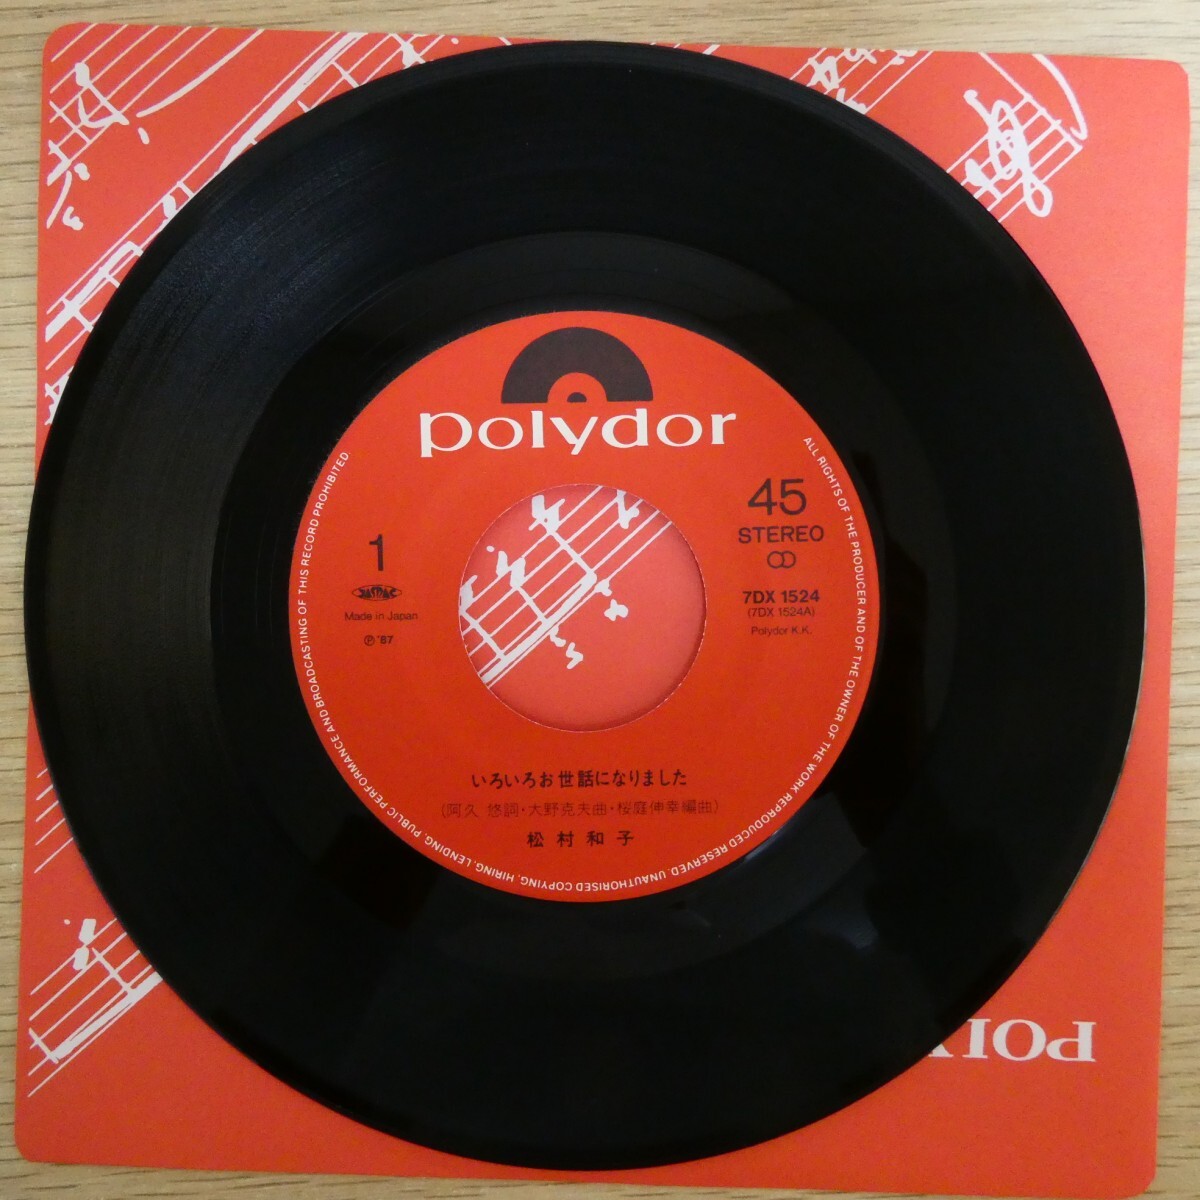 polydor
45
STEREO
1
JASRAC
Made in Japan
℗ '87
7DX 1524
(7DX 1524A)
Polydor K.K.
いろいろお世話になりました
(阿久 悠詞・大野克夫曲・桜庭伸幸編曲)
松村和子
ALL RIGHTS OF THE PRODUCER AND OF THE OWNER OF THE WORK REPRODUCED RESERVED. UNAUTHORISED COPYING, HIRING, LENDING, PUBLIC PERFORMANCE AND BROADCASTING OF THIS RECORD PROHIBITED.
POLY